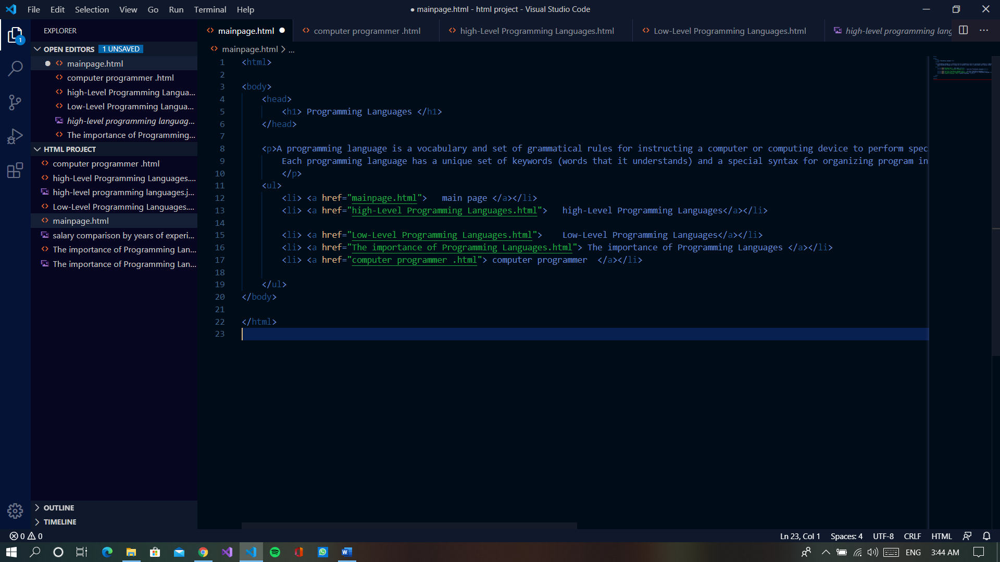 File Edit Selection View Go Run Terminal Help
● mainpage.html - html project - Visual Studio Code
EXPLORER
mainpage.html
computer programmer .html
high-Level Programming Languages.html
Low-Level Programming Languages.html
high-level programming lang
OPEN EDITORS 1 UNSAVED
mainpage.html
computer programmer .html
high-Level Programming Langua...
Low-Level Programming Langua...
high-level programming languag...
The importance of Programming...
HTML PROJECT
computer programmer .html
high-Level Programming Languages....
high-level programming languages.j...
Low-Level Programming Languages....
mainpage.html
salary comparison by years of experi...
The importance of Programming Lan...
The importance of Programming Lan...
OUTLINE
TIMELINE
1
mainpage.html > ...
1 <html>
2
3 <body>
4 <head>
5 <h1> Programming Languages </h1>
6 </head>
7
8 <p>A programming language is a vocabulary and set of grammatical rules for instructing a computer or computing device to perform spec
9 Each programming language has a unique set of keywords (words that it understands) and a special syntax for organizing program in
10 </p>
11 <ul>
12 <li> <a href="mainpage.html">   main page </a></li>
13 <li> <a href="high-Level Programming Languages.html">   high-Level Programming Languages</a></li>
14
15 <li> <a href="Low-Level Programming Languages.html">    Low-Level Programming Languages</a></li>
16 <li> <a href="The importance of Programming Languages.html"> The importance of Programming Languages </a></li>
17 <li> <a href="computer programmer .html"> computer programmer  </a></li>
18
19 </ul>
20 </body>
21
22 </html>
23
0 0
Ln 23, Col 1 Spaces: 4 UTF-8 CRLF HTML
ENG 3:44 AM